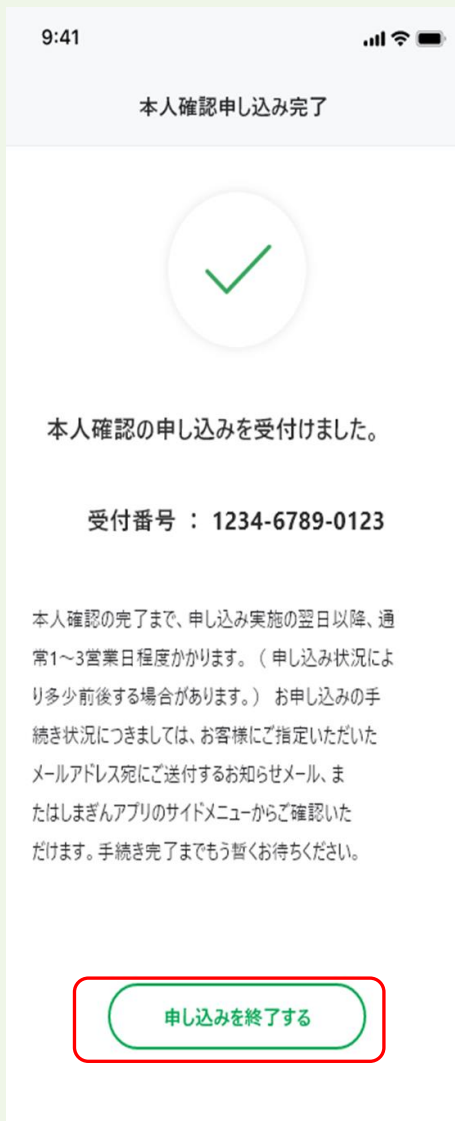 9:41
本人確認申し込み完了
本人確認の申し込みを受付けました。
受付番号 : 1234-6789-0123
本人確認の完了まで、申し込み実施の翌日以降、通
常1～3営業日程度かかります。（申し込み状況によ
り多少前後する場合があります。） お申し込みの手
続き状況につきましては、お客様にご指定いただいた
メールアドレス宛にご送付するお知らせメール、ま
たはしまぎんアプリのサイドメニューからご確認いた
だけます。手続き完了までもう暫くお待ちください。
申し込みを終了する